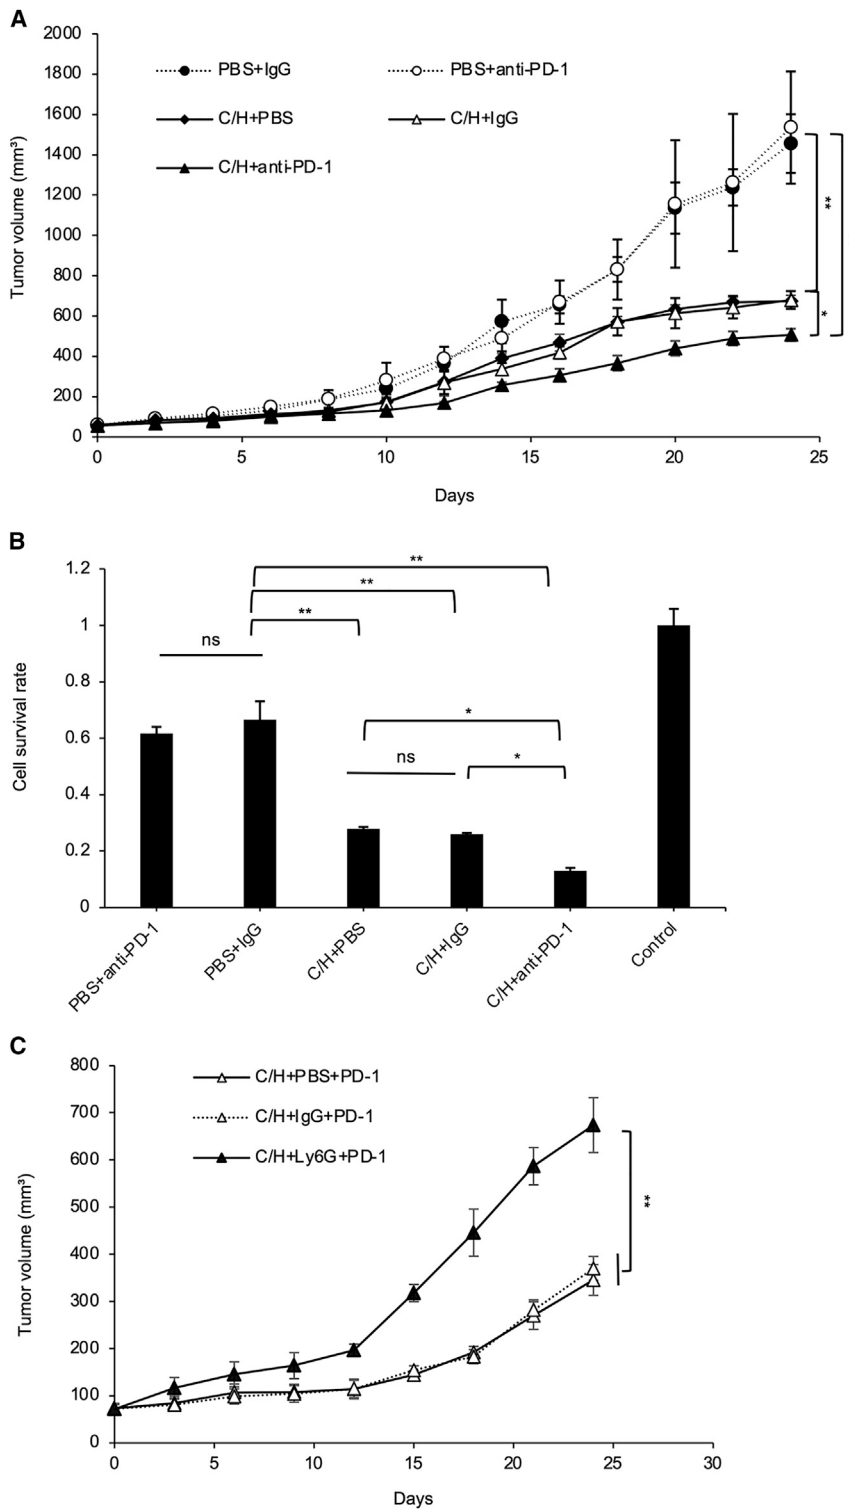 A
2000
1800
1600
1400
1200
1000
800
600
400
200
0
Tumor volume (mm³)
PBS+IgG
PBS+anti-PD-1
C/H+PBS
C/H+IgG
C/H+anti-PD-1
**
*
0
5
10
15
20
25
Days
B
1.2
1
0.8
0.6
0.4
0.2
0
Cell survival rate
**
**
**
ns
*
ns
*
PBS+anti-PD-1
PBS+IgG
C/H+PBS
C/H+IgG
C/H+anti-PD-1
Control
C
800
700
600
500
400
300
200
100
0
Tumor volume (mm³)
C/H+PBS+PD-1
C/H+IgG+PD-1
C/H+Ly6G+PD-1
**
0
5
10
15
20
25
30
Days